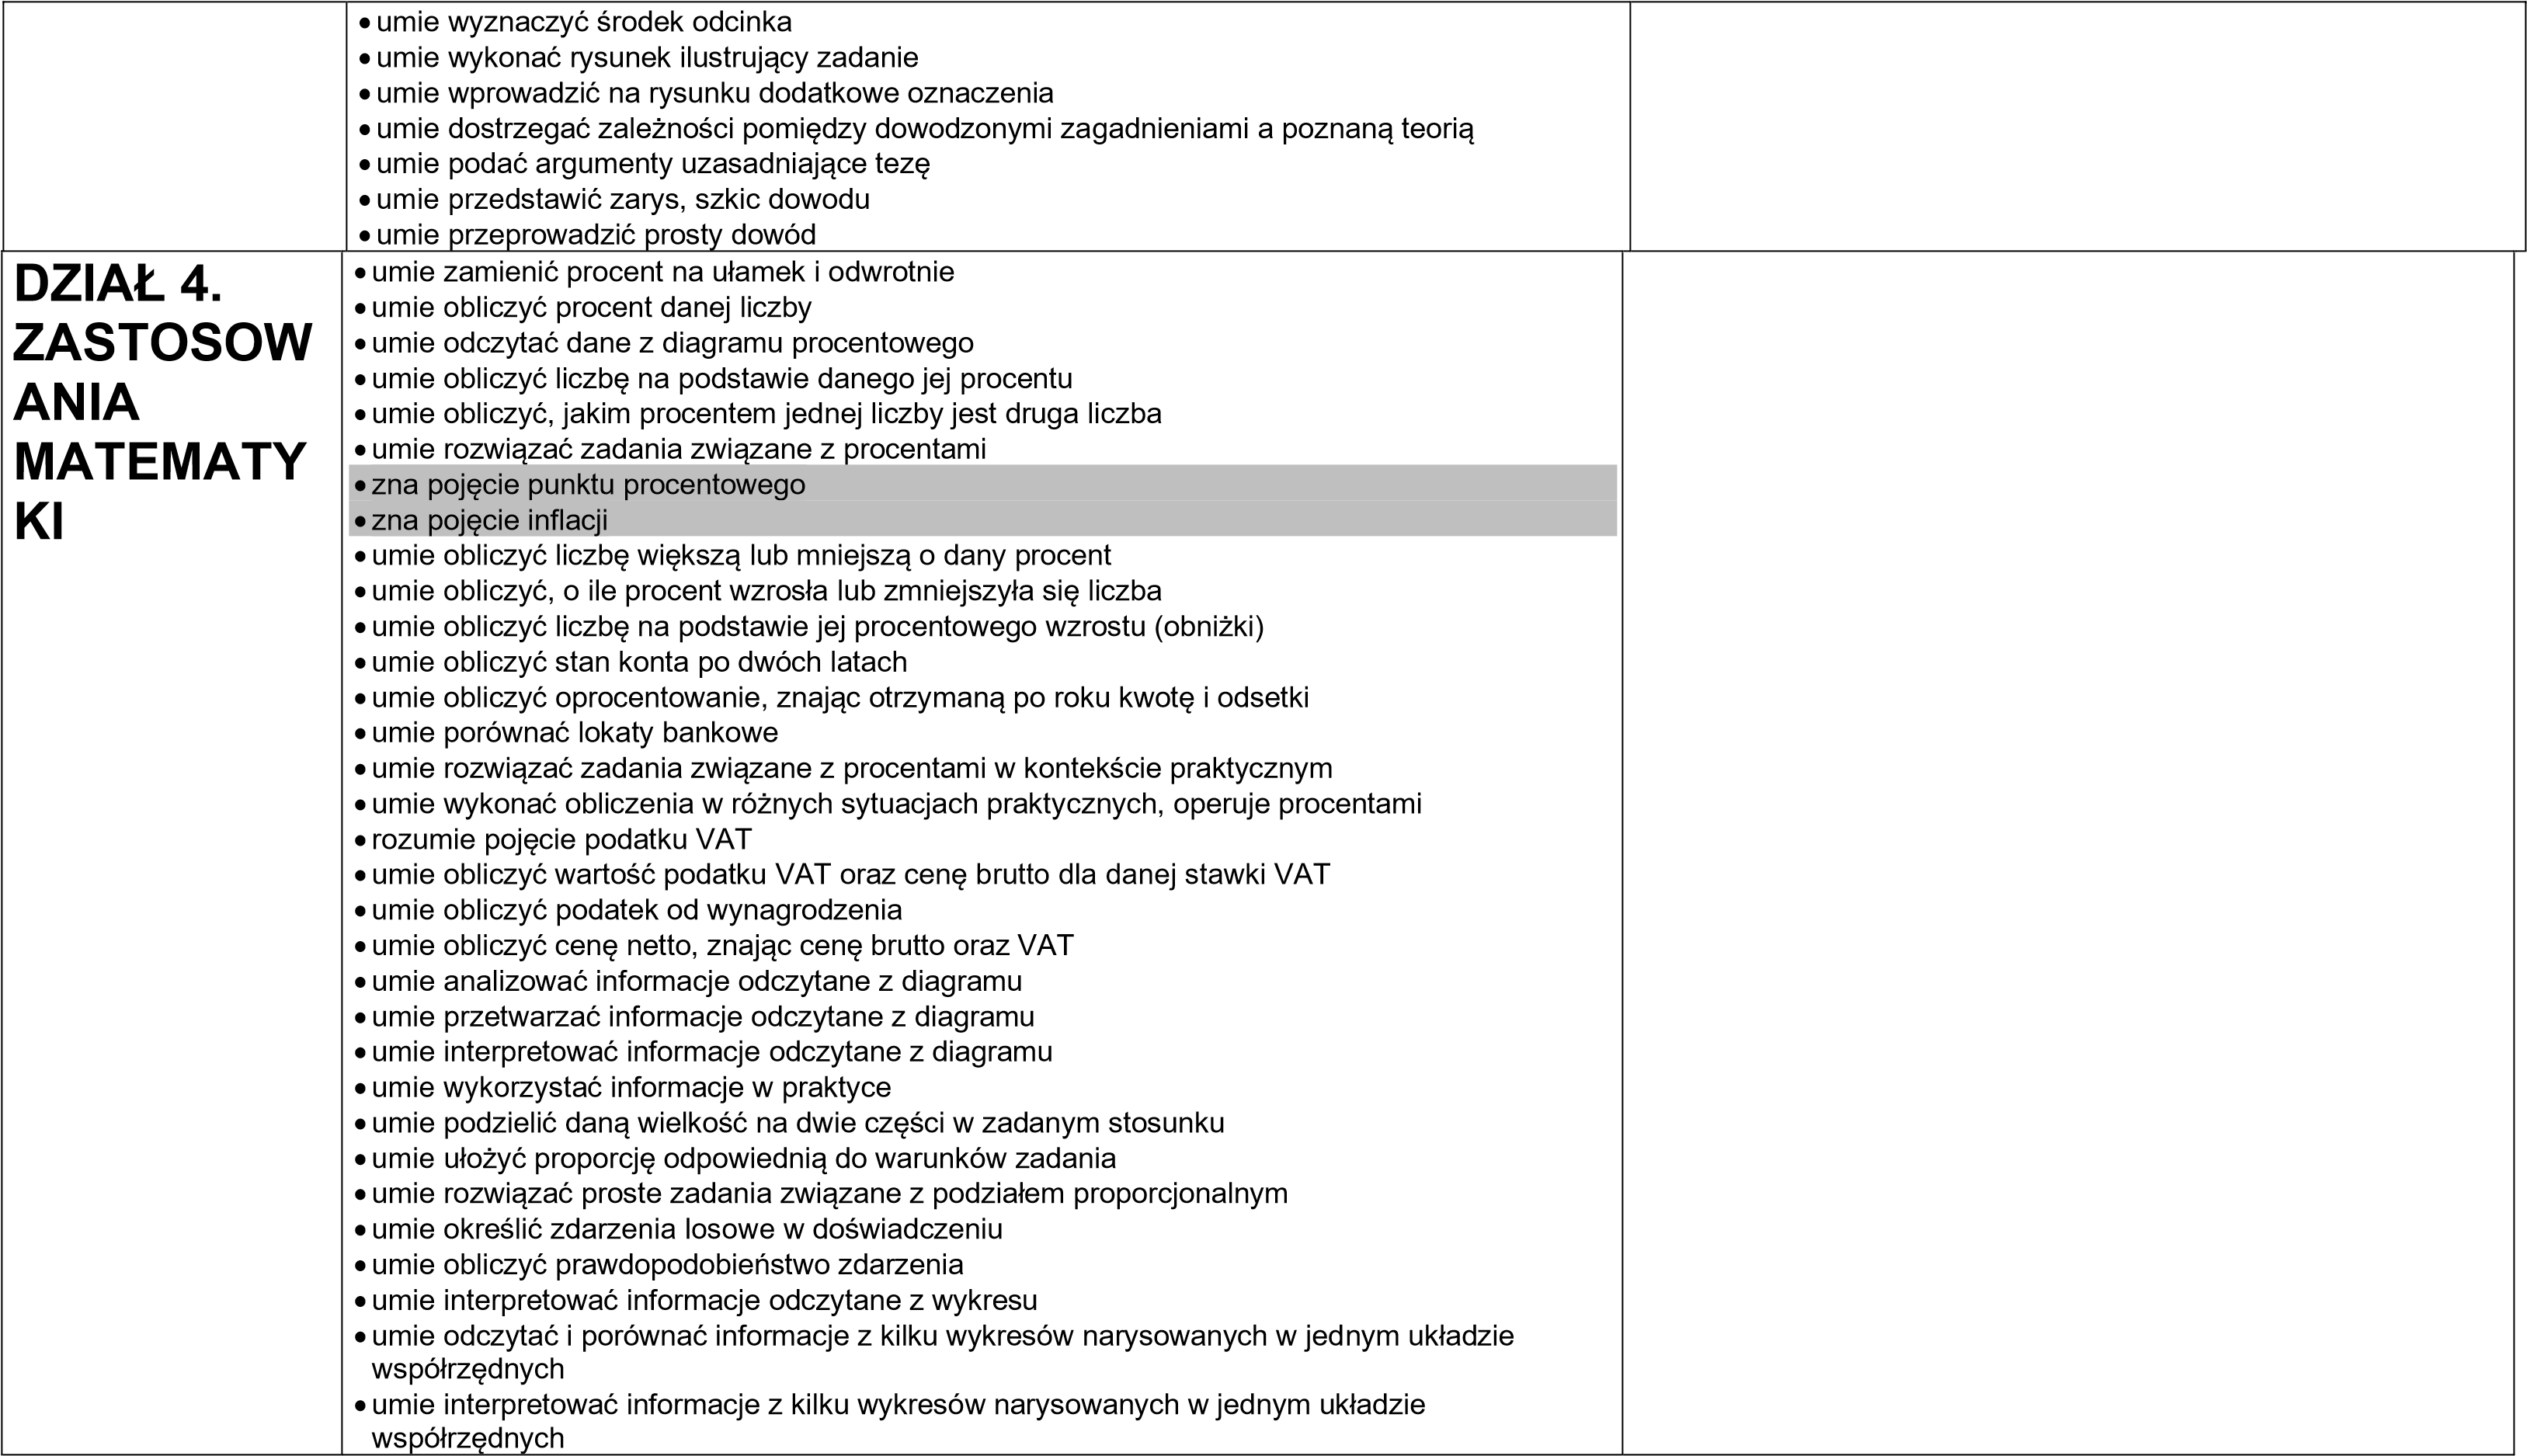 • umie wyznaczyć środek odcinka
• umie wykonać rysunek ilustrujący zadanie
• umie wprowadzić na rysunku dodatkowe oznaczenia
• umie dostrzegać zależności pomiędzy dowodzonymi zagadnieniami a poznaną teorią
• umie podać argumenty uzasadniające tezę
• umie przedstawić zarys, szkic dowodu
• umie przeprowadzić prosty dowód
DZIAŁ 4.
ZASTOSOW
ANIA
MATEMATY
KI
• umie zamienić procent na ułamek i odwrotnie
• umie obliczyć procent danej liczby
• umie odczytać dane z diagramu procentowego
• umie obliczyć liczbę na podstawie danego jej procentu
• umie obliczyć, jakim procentem jednej liczby jest druga liczba
• umie rozwiązać zadania związane z procentami
• zna pojęcie punktu procentowego
• zna pojęcie inflacji
• umie obliczyć liczbę większą lub mniejszą o dany procent
• umie obliczyć, o ile procent wzrosła lub zmniejszyła się liczba
• umie obliczyć liczbę na podstawie jej procentowego wzrostu (obniżki)
• umie obliczyć stan konta po dwóch latach
• umie obliczyć oprocentowanie, znając otrzymaną po roku kwotę i odsetki
• umie porównać lokaty bankowe
• umie rozwiązać zadania związane z procentami w kontekście praktycznym
• umie wykonać obliczenia w różnych sytuacjach praktycznych, operuje procentami
• rozumie pojęcie podatku VAT
• umie obliczyć wartość podatku VAT oraz cenę brutto dla danej stawki VAT
• umie obliczyć podatek od wynagrodzenia
• umie obliczyć cenę netto, znając cenę brutto oraz VAT
• umie analizować informacje odczytane z diagramu
• umie przetwarzać informacje odczytane z diagramu
• umie interpretować informacje odczytane z diagramu
• umie wykorzystać informacje w praktyce
• umie podzielić daną wielkość na dwie części w zadanym stosunku
• umie ułożyć proporcję odpowiednią do warunków zadania
• umie rozwiązać proste zadania związane z podziałem proporcjonalnym
• umie określić zdarzenia losowe w doświadczeniu
• umie obliczyć prawdopodobieństwo zdarzenia
• umie interpretować informacje odczytane z wykresu
• umie odczytać i porównać informacje z kilku wykresów narysowanych w jednym układzie
współrzędnych
• umie interpretować informacje z kilku wykresów narysowanych w jednym układzie
współrzędnych